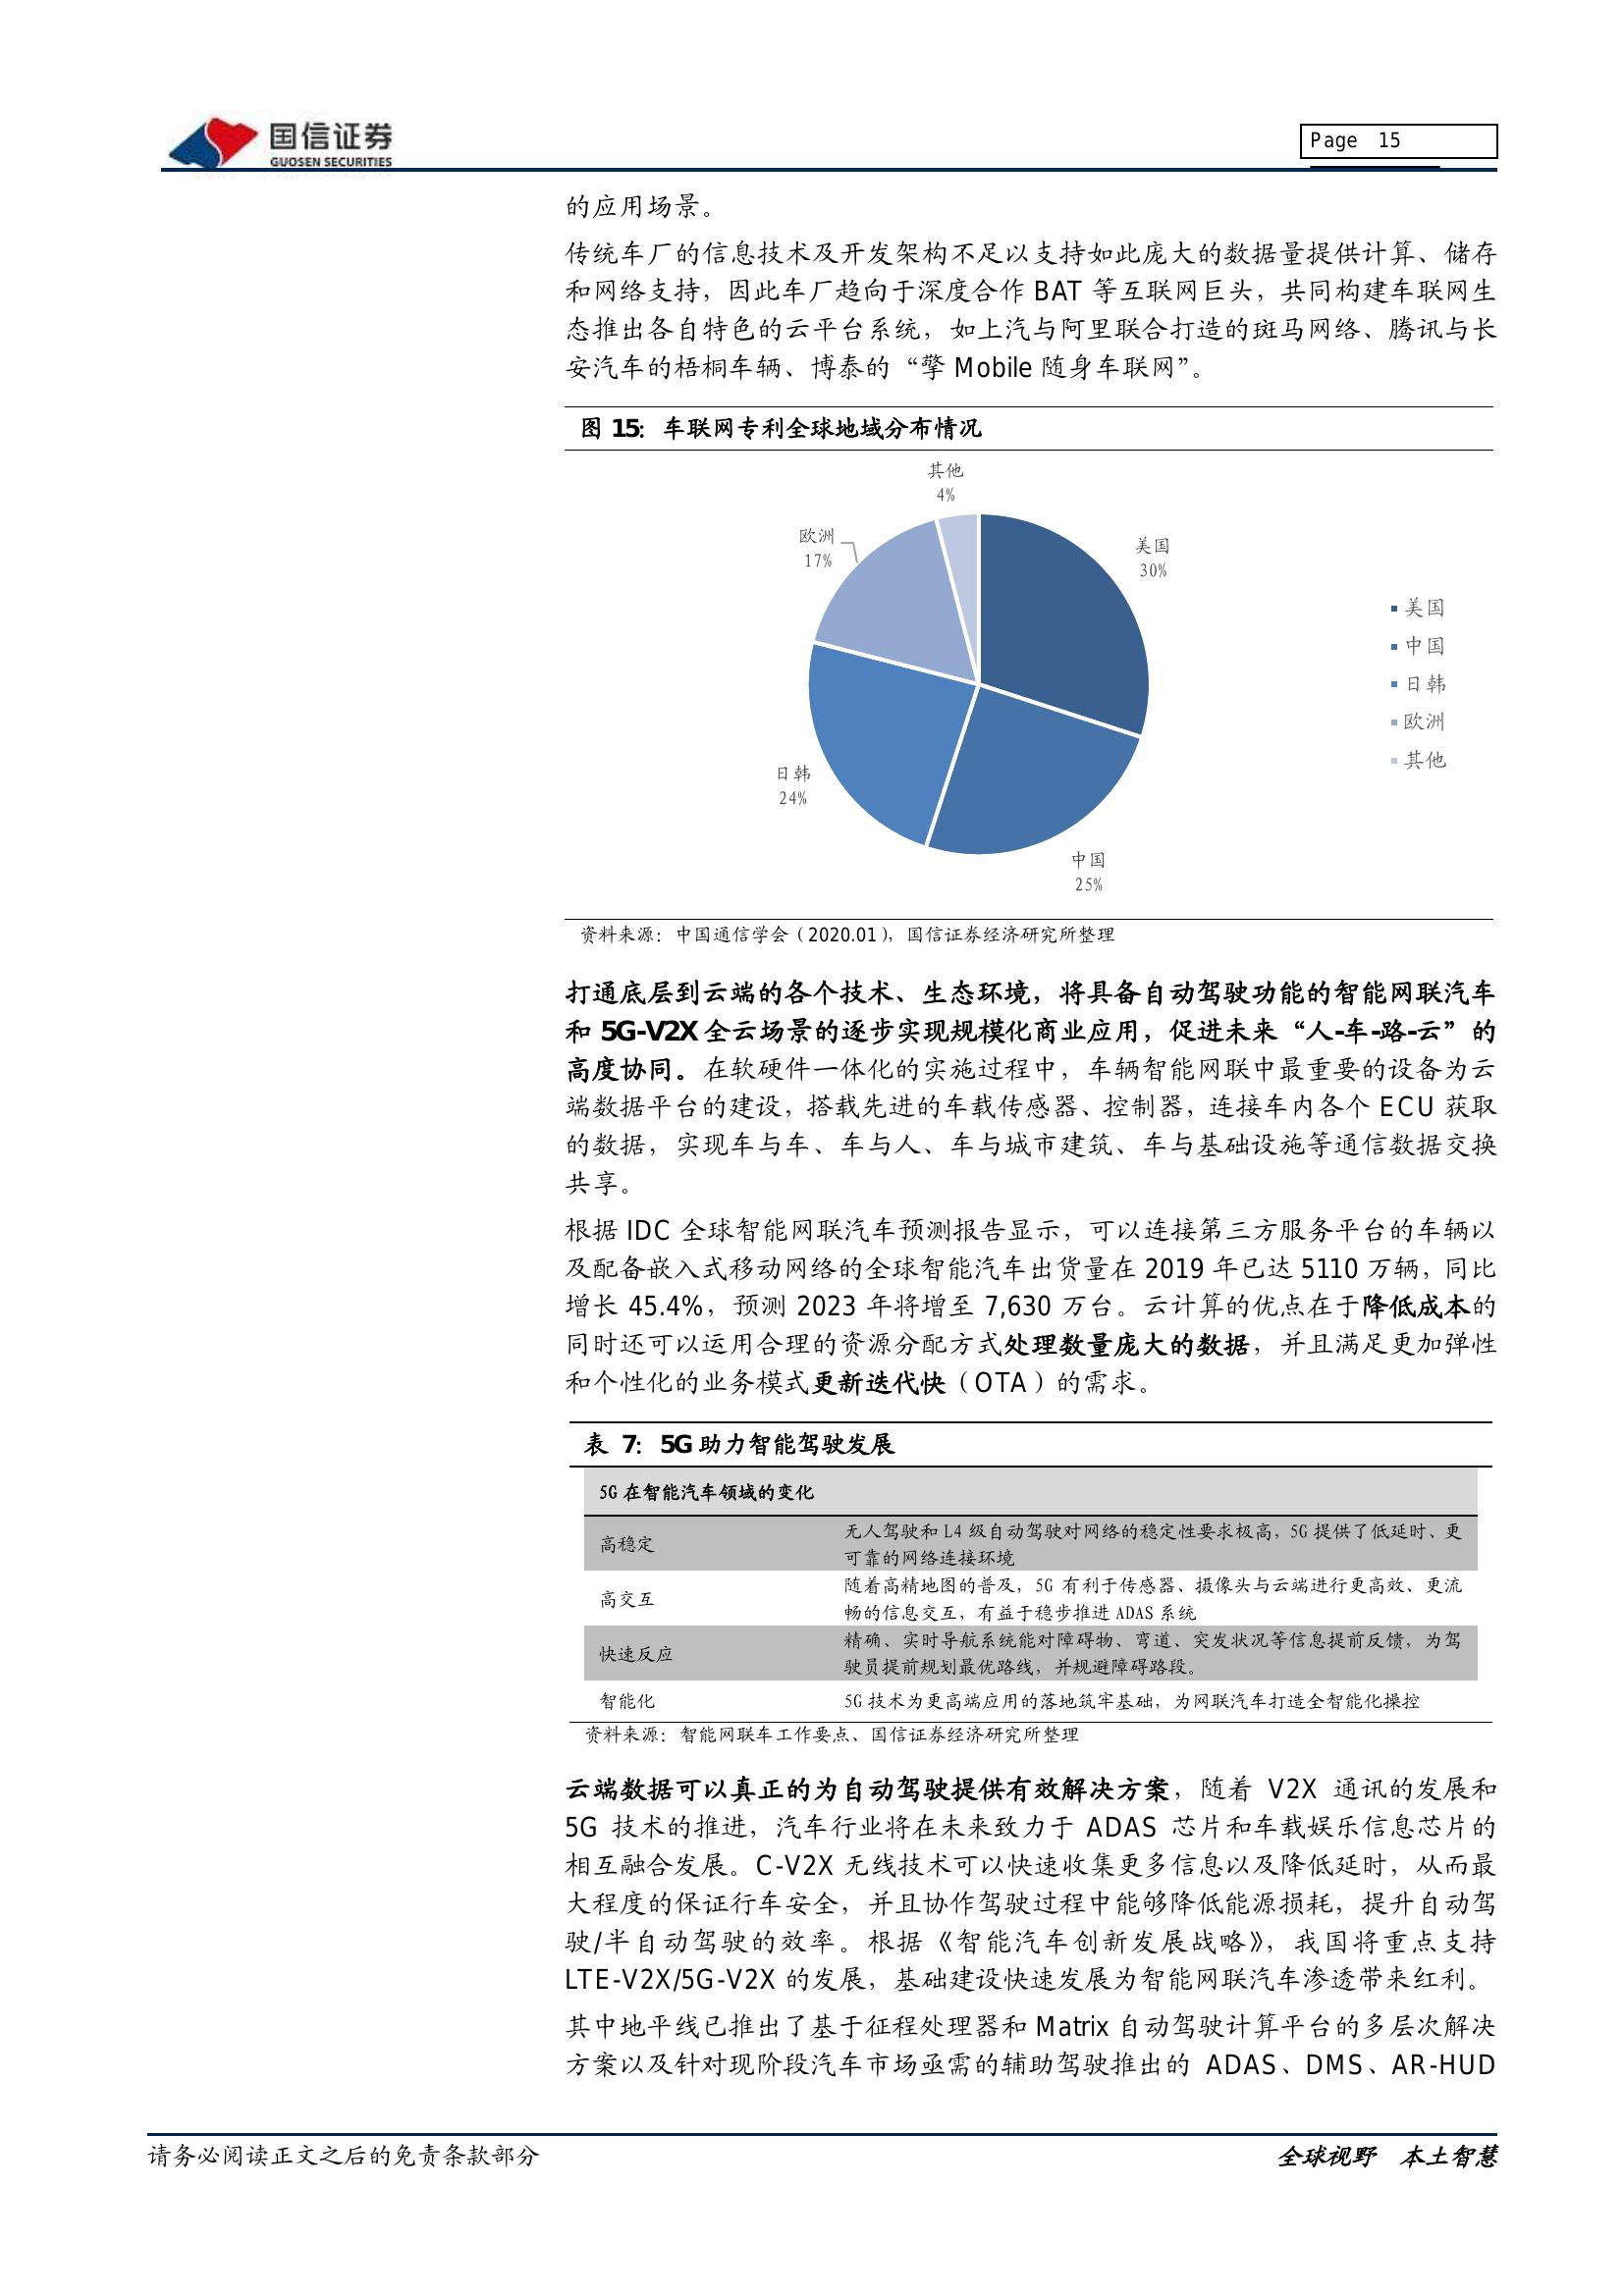 国信证券
GUOSEN SECURITIES
Page 15
的应用场景。
传统车厂的信息技术及开发架构不足以支持如此庞大的数据量提供计算、储存
和网络支持，因此车厂趋向于深度合作 BAT 等互联网巨头，共同构建车联网生
态推出各自特色的云平台系统，如上汽与阿里联合打造的斑马网络、腾讯与长
安汽车的梧桐车辆、博泰的“擎 Mobile 随身车联网”。
图 15：车联网专利全球地域分布情况
其他
4%
欧洲
17%
美国
30%
日韩
24%
中国
25%
美国
中国
日韩
欧洲
其他
资料来源：中国通信学会（2020.01），国信证券经济研究所整理
打通底层到云端的各个技术、生态环境，将具备自动驾驶功能的智能网联汽车
和 5G-V2X 全云场景的逐步实现规模化商业应用，促进未来“人-车-路-云”的
高度协同。在软硬件一体化的实施过程中，车辆智能网联中最重要的设备为云
端数据平台的建设，搭载先进的车载传感器、控制器，连接车内各个 ECU 获取
的数据，实现车与车、车与人、车与城市建筑、车与基础设施等通信数据交换
共享。
根据 IDC 全球智能网联汽车预测报告显示，可以连接第三方服务平台的车辆以
及配备嵌入式移动网络的全球智能汽车出货量在 2019 年已达 5110 万辆，同比
增长 45.4%，预测 2023 年将增至 7,630 万台。云计算的优点在于降低成本的
同时还可以运用合理的资源分配方式处理数量庞大的数据，并且满足更加弹性
和个性化的业务模式更新迭代快（OTA）的需求。
表 7：5G 助力智能驾驶发展
5G 在智能汽车领域的变化
高稳定
无人驾驶和 L4 级自动驾驶对网络的稳定性要求极高，5G 提供了低延时、更
可靠的网络连接环境
高交互
随着高精地图的普及，5G 有利于传感器、摄像头与云端进行更高效、更流
畅的信息交互，有益于稳步推进 ADAS 系统
快速反应
精确、实时导航系统能对障碍物、弯道、突发状况等信息提前反馈，为驾
驶员提前规划最优路线，并规避障碍路段。
智能化
5G 技术为更高端应用的落地筑牢基础，为网联汽车打造全智能化操控
资料来源：智能网联车工作要点、国信证券经济研究所整理
云端数据可以真正的为自动驾驶提供有效解决方案，随着 V2X 通讯的发展和
5G 技术的推进，汽车行业将在未来致力于 ADAS 芯片和车载娱乐信息芯片的
相互融合发展。C-V2X 无线技术可以快速收集更多信息以及降低延时，从而最
大程度的保证行车安全，并且协作驾驶过程中能够降低能源损耗，提升自动驾
驶/半自动驾驶的效率。根据《智能汽车创新发展战略》，我国将重点支持
LTE-V2X/5G-V2X 的发展，基础建设快速发展为智能网联汽车渗透带来红利。
其中地平线已推出了基于征程处理器和 Matrix 自动驾驶计算平台的多层次解决
方案以及针对现阶段汽车市场亟需的辅助驾驶推出的 ADAS、DMS、AR-HUD
请务必阅读正文之后的免责条款部分
全球视野 本土智慧